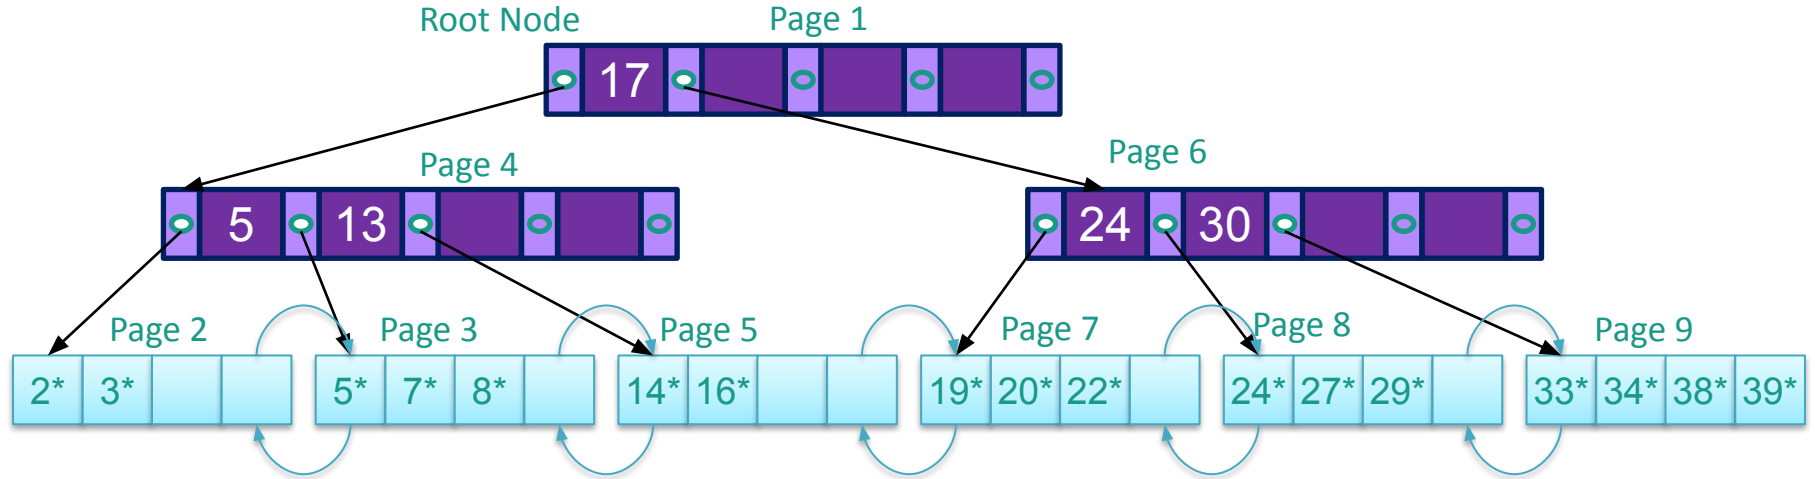 Root Node
Page 1
17
Page 4
Page 6
5 13
24 30
Page 2
Page 3
Page 5
Page 7
Page 8
Page 9
2* 3*
5* 7* 8*
14* 16*
19* 20* 22*
24* 27* 29*
33* 34* 38* 39*